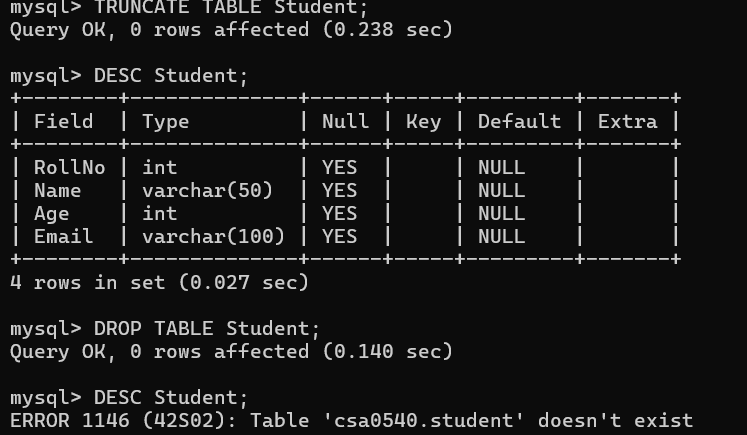 mysql> TRUNCATE TABLE Student;
Query OK, 0 rows affected (0.238 sec)

mysql> DESC Student;
+--------+--------------+------+-----+---------+-------+
| Field  | Type         | Null | Key | Default | Extra |
+--------+--------------+------+-----+---------+-------+
| RollNo | int          | YES  |     | NULL    |       |
| Name   | varchar(50)  | YES  |     | NULL    |       |
| Age    | int          | YES  |     | NULL    |       |
| Email  | varchar(100) | YES  |     | NULL    |       |
+--------+--------------+------+-----+---------+-------+
4 rows in set (0.027 sec)

mysql> DROP TABLE Student;
Query OK, 0 rows affected (0.140 sec)

mysql> DESC Student;
ERROR 1146 (42S02): Table 'csa0540.student' doesn't exist